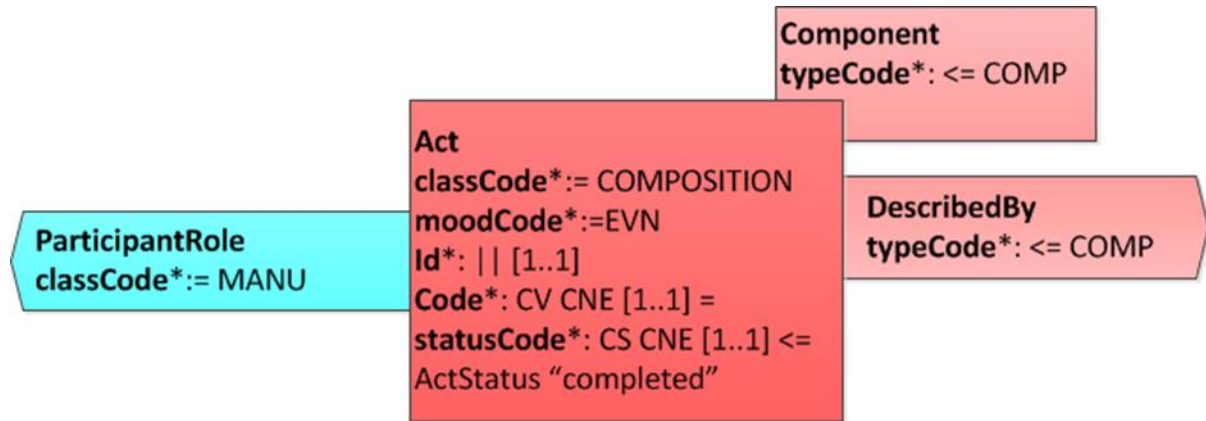 Component
typeCode*: <= COMP
Act
classCode*:= COMPOSITION
moodCode*:=EVN
Id*: || [1..1]
Code*: CV CNE [1..1] =
statusCode*: CS CNE [1..1] <=
ActStatus “completed”
DescribedBy
typeCode*: <= COMP
ParticipantRole
classCode*:= MANU